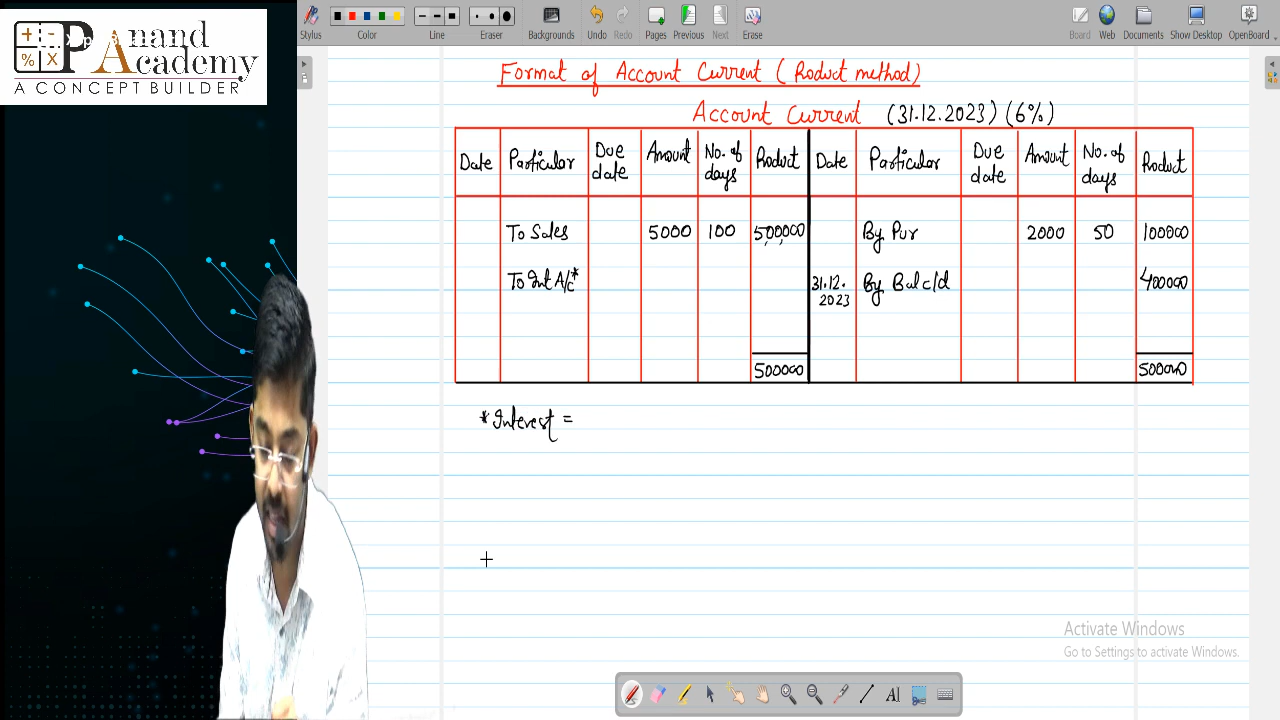 P Anand
Academy
A CONCEPT BUILDER
Stylus Color Line Eraser Backgrounds Undo Redo Pages Previous Next Erase Board Web Documents Show Desktop OpenBoard
Format of Account Current (Product method)
Account Current (31.12.2023) (6%)
Date Particular Due date Amount No. of days Product Date Particular Due date Amount No. of days Product
To Sales 5000 100 5,00,000 By Pur 2000 50 100000
To Int A/c* 31.12.2023 By Bal c/d 400000
500000 500000
*Interest =
Activate Windows
Go to Settings to activate Windows.